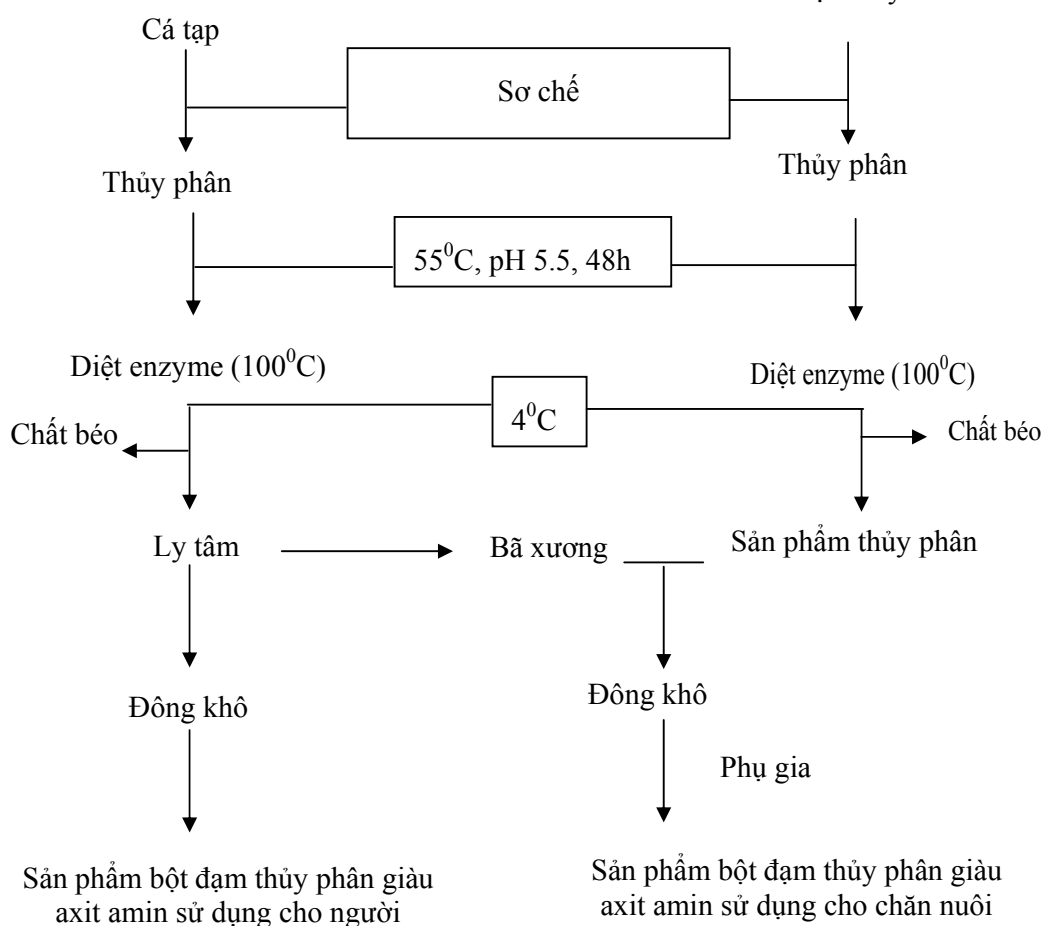 Cá tạp
Sơ chế
Thủy phân
Thủy phân
55⁰C, pH 5.5, 48h
Diệt enzyme (100⁰C)
Diệt enzyme (100⁰C)
4⁰C
Chất béo
Chất béo
Ly tâm
Bã xương
Sản phẩm thủy phân
Đông khô
Đông khô
Phụ gia
Sản phẩm bột đạm thủy phân giàu
axit amin sử dụng cho người
Sản phẩm bột đạm thủy phân giàu
axit amin sử dụng cho chăn nuôi